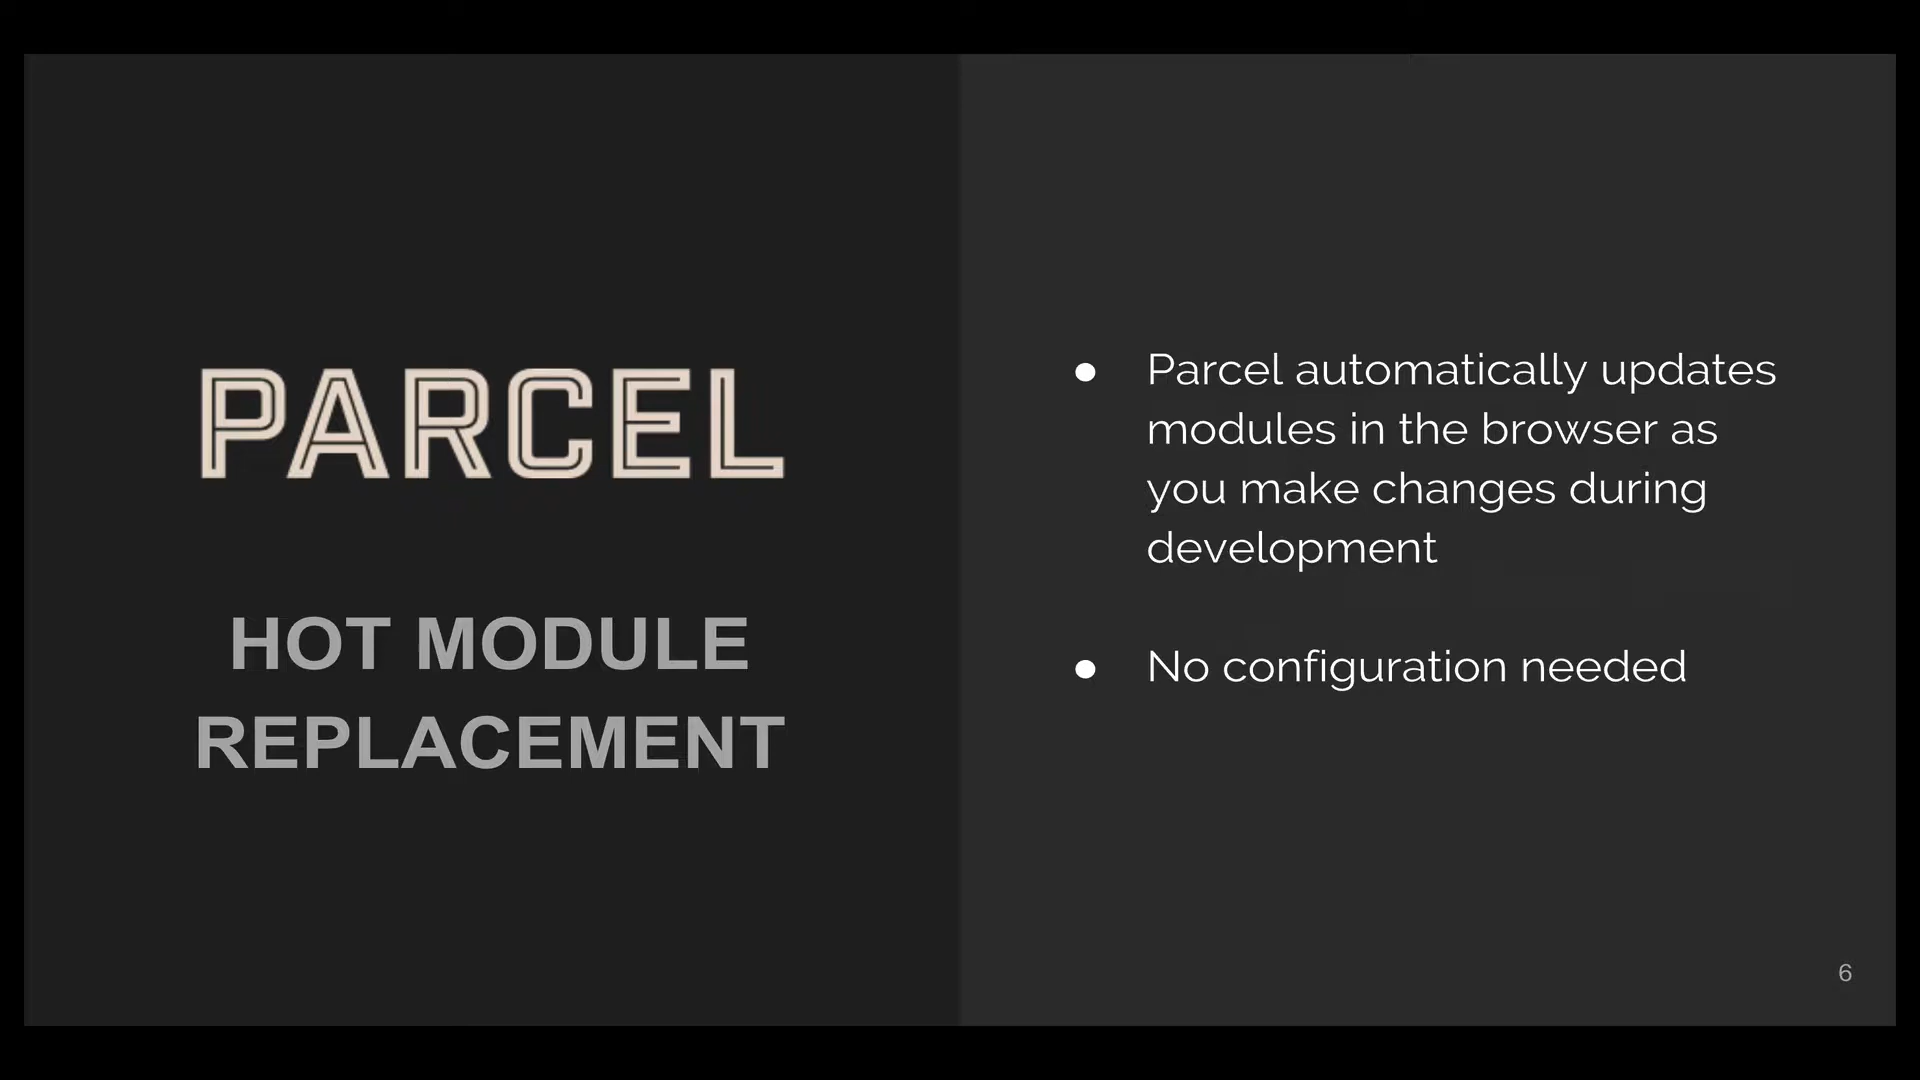 PARCEL
HOT MODULE
REPLACEMENT
● Parcel automatically updates
modules in the browser as
you make changes during
development
● No configuration needed
6